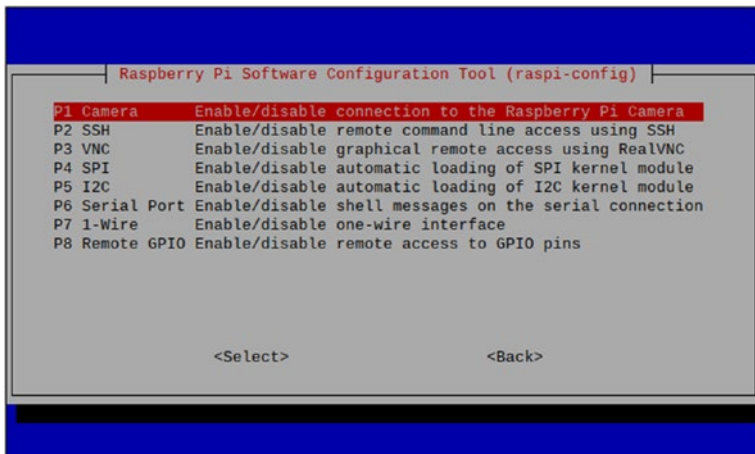 Raspberry Pi Software Configuration Tool (raspi-config)
P1 Camera Enable/disable connection to the Raspberry Pi Camera
P2 SSH Enable/disable remote command line access using SSH
P3 VNC Enable/disable graphical remote access using RealVNC
P4 SPI Enable/disable automatic loading of SPI kernel module
P5 I2C Enable/disable automatic loading of I2C kernel module
P6 Serial Port Enable/disable shell messages on the serial connection
P7 1-Wire Enable/disable one-wire interface
P8 Remote GPIO Enable/disable remote access to GPIO pins
<Select> <Back>